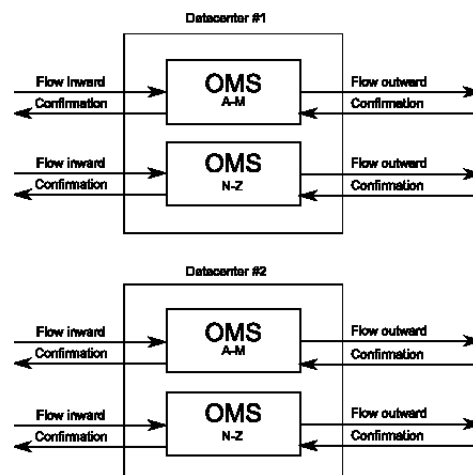 Datacenter #1
Flow inward
OMS
A-M
Flow outward
Confirmation
Confirmation
Flow inward
OMS
N-Z
Flow outward
Confirmation
Confirmation
Datacenter #2
Flow inward
OMS
A-M
Flow outward
Confirmation
Confirmation
Flow inward
OMS
N-Z
Flow outward
Confirmation
Confirmation